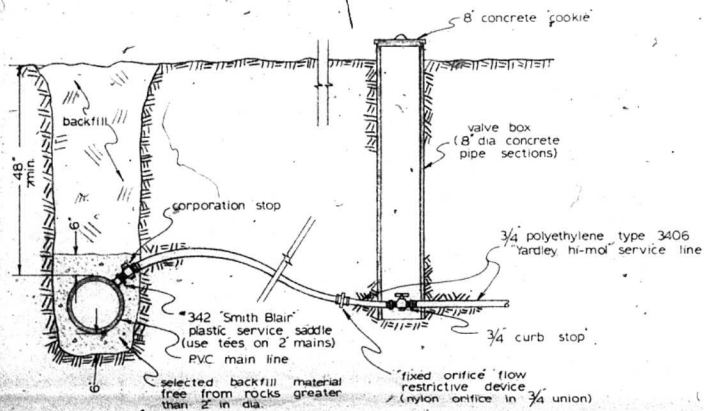 8" concrete "cookie"
backfill
48" min.
6"
corporation stop
valve box
(8" dia concrete
pipe sections)
3/4" polyethylene type 3406
"Yardley hi-mol" service line
342 "Smith Blair"
plastic service saddle
(use tees on 2" mains)
PVC main line
3/4" curb stop
6"
selected backfill material
free from rocks greater
than 2" in dia.
"fixed orifice" flow
restrictive device
(nylon orifice in 3/4" union)